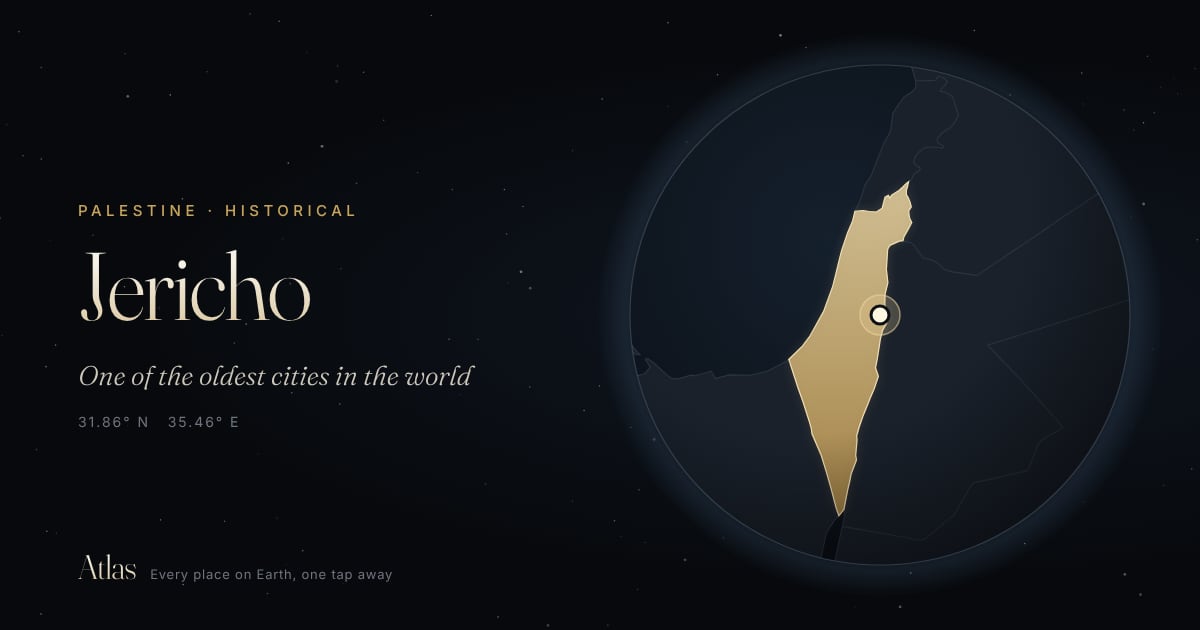 PALESTINE · HISTORICAL
Jericho
One of the oldest cities in the world
31.86° N 35.46° E
Atlas Every place on Earth, one tap away